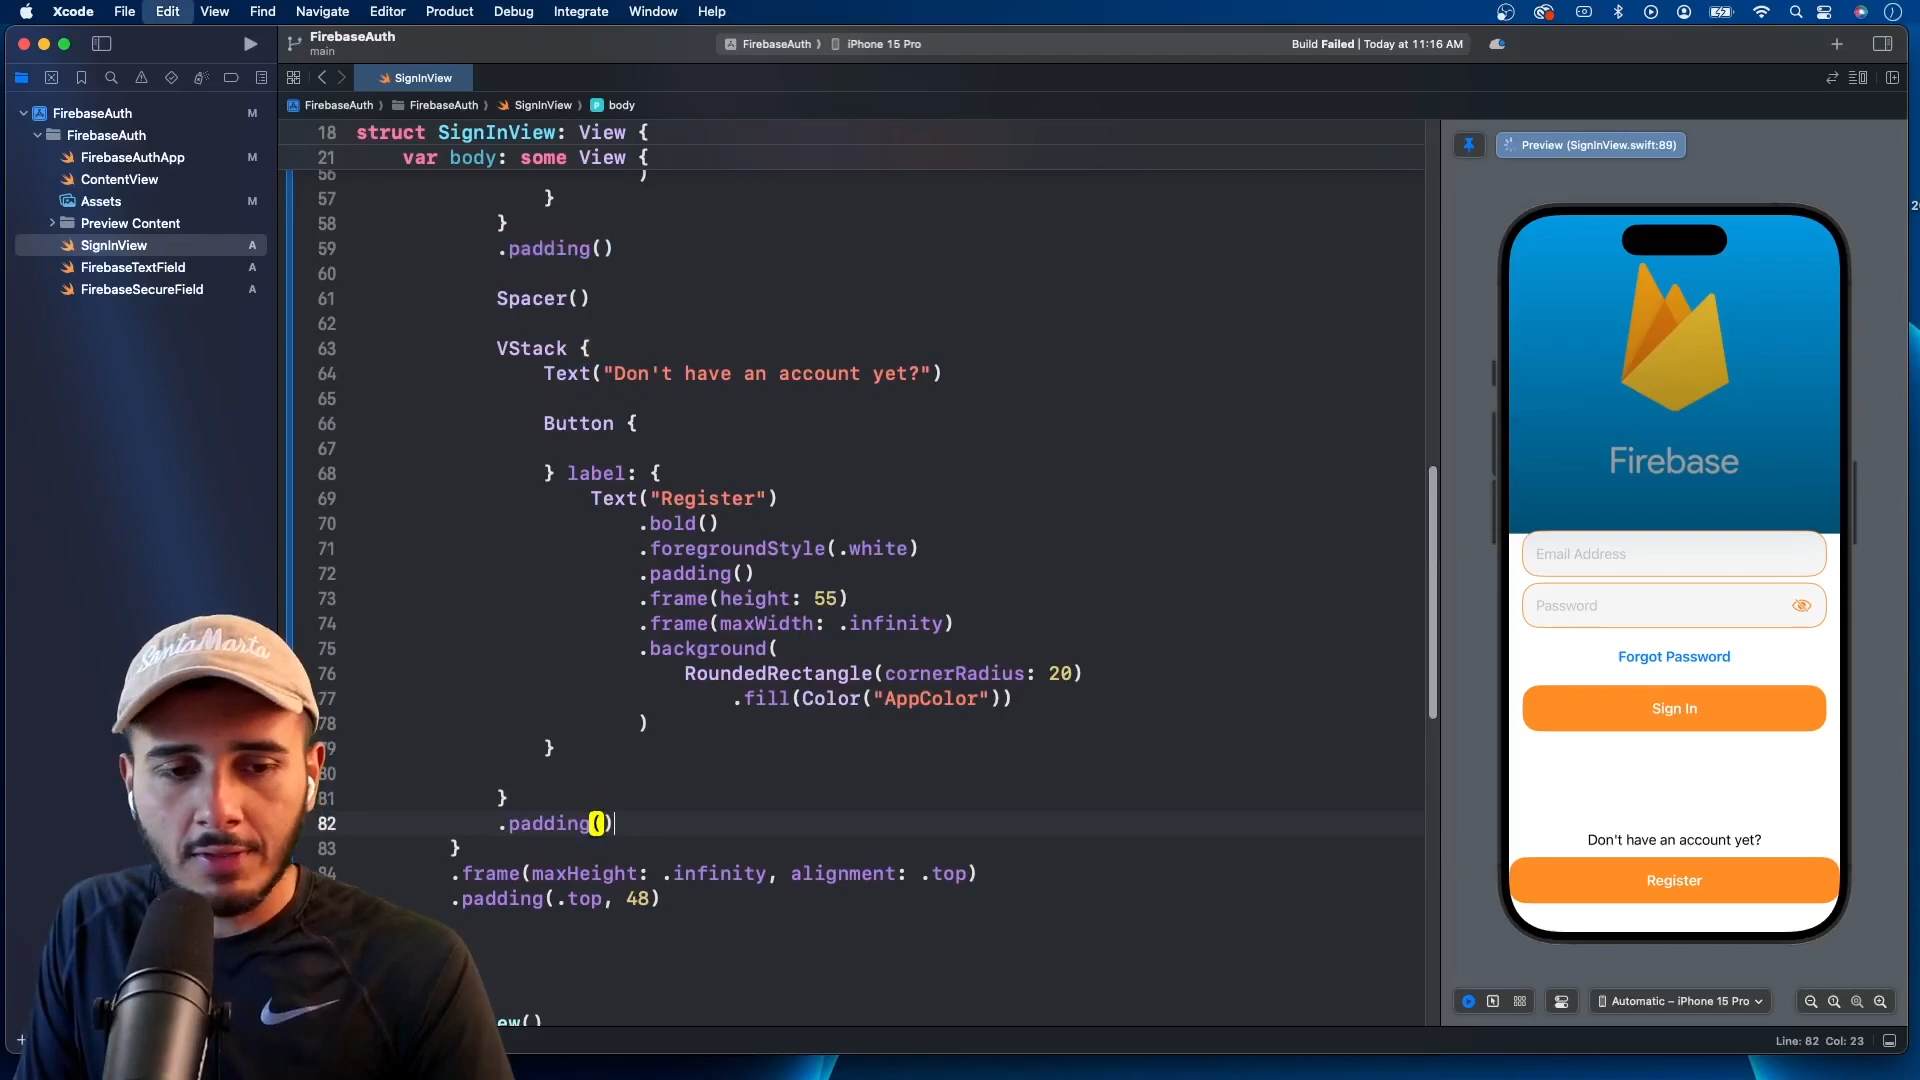 Xcode File Edit View Find Navigate Editor Product Debug Integrate Window Help
FirebaseAuth
main
FirebaseAuth 〉 iPhone 15 Pro
Build Failed | Today at 11:16 AM
SignInView
FirebaseAuth 〉 FirebaseAuth 〉 SignInView 〉 P body
FirebaseAuth M
FirebaseAuth
FirebaseAuthApp M
ContentView
Assets M
Preview Content
SignInView A
FirebaseTextField A
FirebaseSecureField A
18 struct SignInView: View {
21 var body: some View {
56 )
57 }
58 }
59 .padding()
60
61 Spacer()
62
63 VStack {
64 Text("Don't have an account yet?")
65
66 Button {
67
68 } label: {
69 Text("Register")
70 .bold()
71 .foregroundStyle(.white)
72 .padding()
73 .frame(height: 55)
74 .frame(maxWidth: .infinity)
75 .background(
76 RoundedRectangle(cornerRadius: 20)
77 .fill(Color("AppColor"))
78 )
79 }
80
81 }
82 .padding()
83 }
84 .frame(maxHeight: .infinity, alignment: .top)
.padding(.top, 48)
ew()
Preview (SignInView.swift:89)
Firebase
Email Address
Password
Forgot Password
Sign In
Don't have an account yet?
Register
Automatic – iPhone 15 Pro
Line: 82 Col: 23
SantaMarta